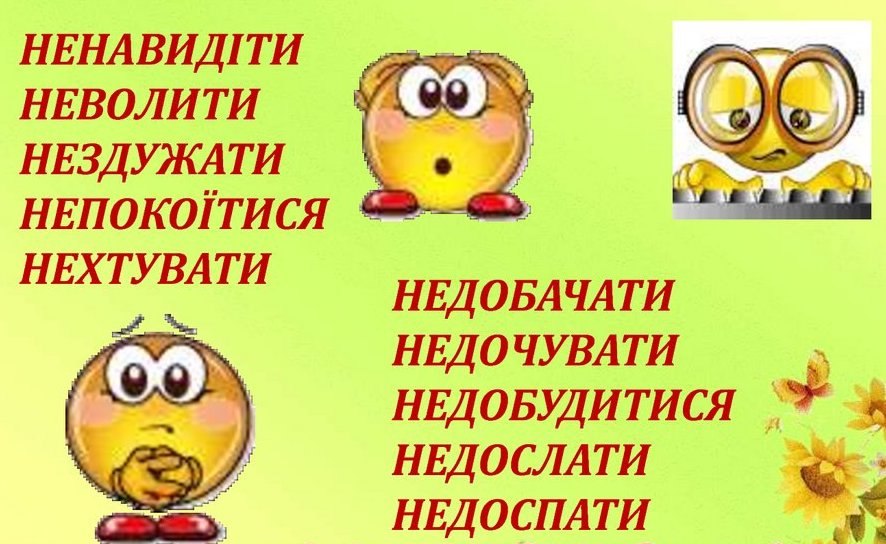 НЕНАВИДІТИ
НЕВОЛИТИ
НЕЗДУЖАТИ
НЕПОКОЇТИСЯ
НЕХТУВАТИ
НЕДОБАЧАТИ
НЕДОЧУВАТИ
НЕДОБУДИТИСЯ
НЕДОСЛАТИ
НЕДОСПАТИ